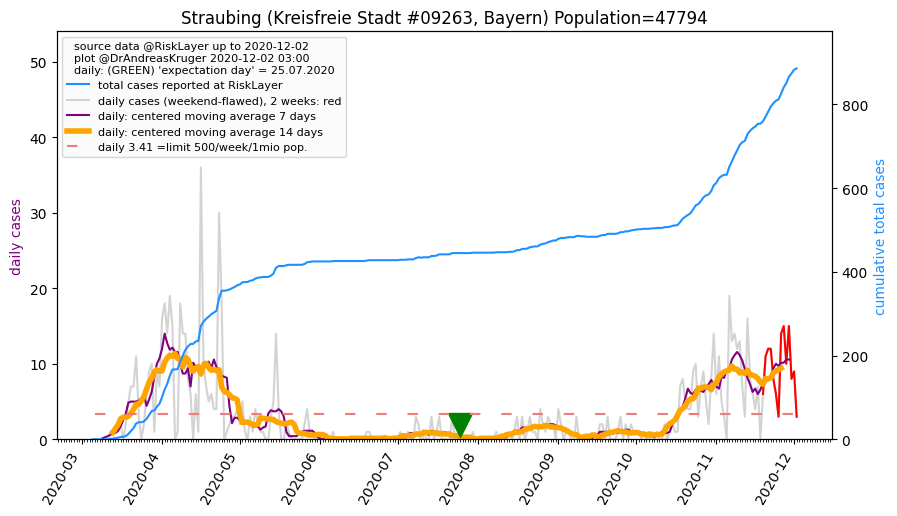 Straubing (Kreisfreie Stadt #09263, Bayern) Population=47794
source data @RiskLayer up to 2020-12-02
plot @DrAndreasKruger 2020-12-02 03:00
daily: (GREEN) 'expectation day' = 25.07.2020
total cases reported at RiskLayer
daily cases (weekend-flawed), 2 weeks: red
daily: centered moving average 7 days
daily: centered moving average 14 days
daily 3.41 =limit 500/week/1mio pop.
daily cases
50
40
30
20
10
0
cumulative total cases
800
600
400
200
0
2020-03
2020-04
2020-05
2020-06
2020-07
2020-08
2020-09
2020-10
2020-11
2020-12